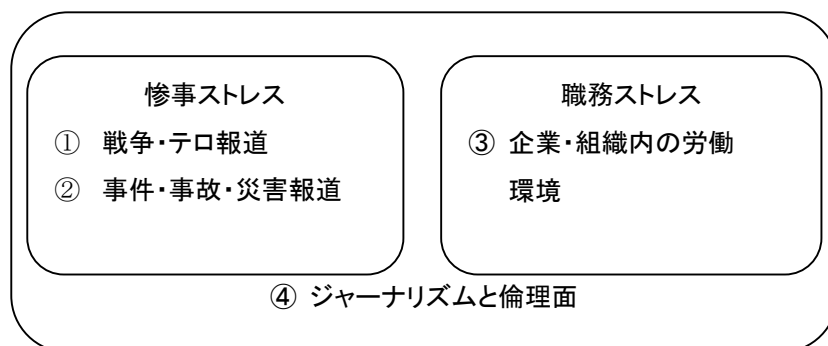 惨事ストレス
① 戦争・テロ報道
② 事件・事故・災害報道
職務ストレス
③ 企業・組織内の労働
環境
④ ジャーナリズムと倫理面